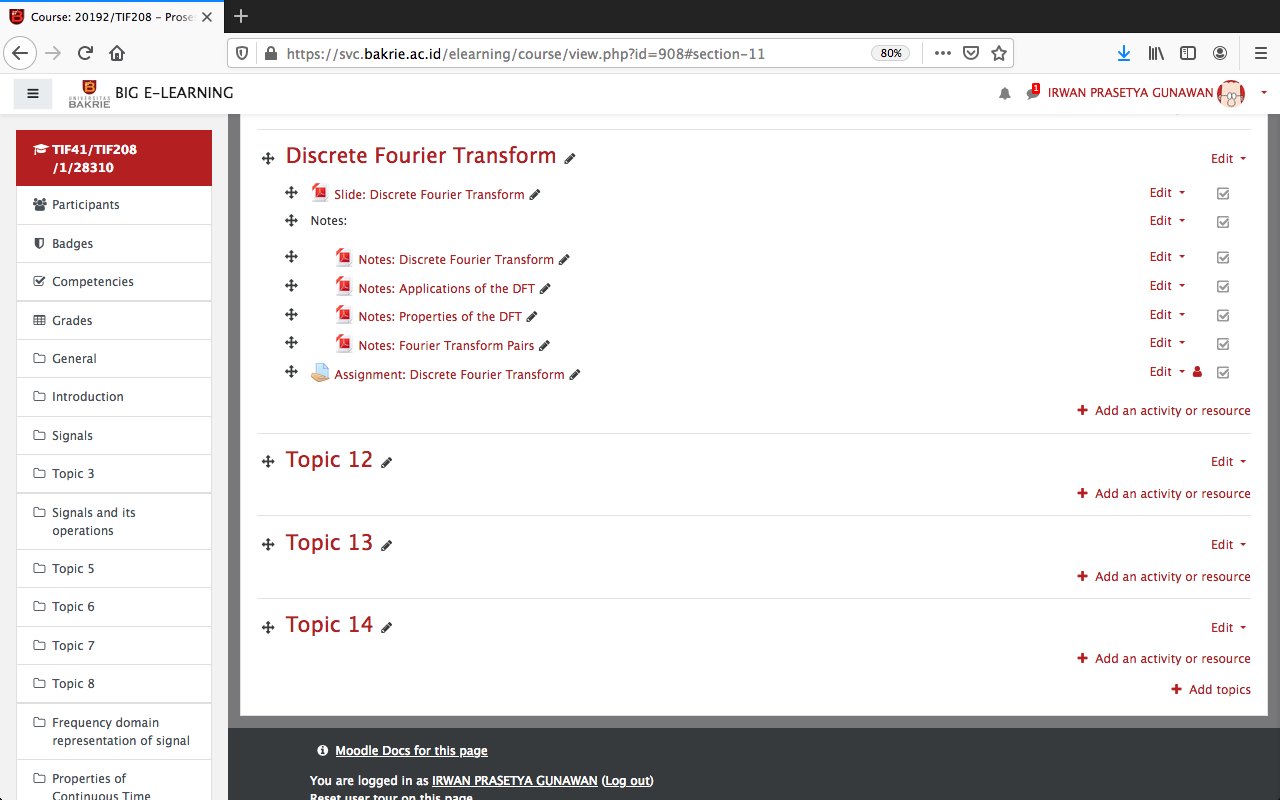 Course: 20192/TIF208 – Prose
https://svc.bakrie.ac.id/elearning/course/view.php?id=908#section-11
80%
UNIVERSITAS
BAKRIE
BIG E-LEARNING
1
IRWAN PRASETYA GUNAWAN
TIF41/TIF208
/1/28310
Participants
Badges
Competencies
Grades
General
Introduction
Signals
Topic 3
Signals and its
operations
Topic 5
Topic 6
Topic 7
Topic 8
Frequency domain
representation of signal
Properties of
Continuous Time
Discrete Fourier Transform
Edit
Slide: Discrete Fourier Transform
Edit
Notes:
Edit
Notes: Discrete Fourier Transform
Edit
Notes: Applications of the DFT
Edit
Notes: Properties of the DFT
Edit
Notes: Fourier Transform Pairs
Edit
Assignment: Discrete Fourier Transform
Edit
Add an activity or resource
Topic 12
Edit
Add an activity or resource
Topic 13
Edit
Add an activity or resource
Topic 14
Edit
Add an activity or resource
Add topics
Moodle Docs for this page
You are logged in as IRWAN PRASETYA GUNAWAN (Log out)
Reset user tour on this page